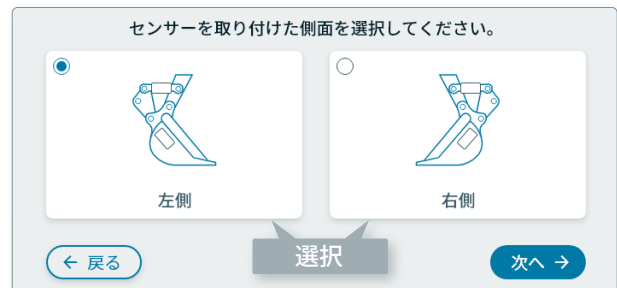 センサーを取り付けた側面を選択してください。
左側
右側
← 戻る
選択
次へ →